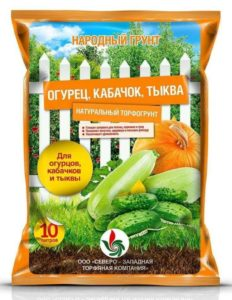 НАРОДНЫЙ ГРУНТ
ОГУРЕЦ, КАБАЧОК, ТЫКВА
НАТУРАЛЬНЫЙ ТОРФОГРУНТ
Для
огурцов,
кабачков
и тыквы
10
литров
ООО «СЕВЕРО - ЗАПАДНАЯ
ТОРФЯНАЯ КОМПАНИЯ»